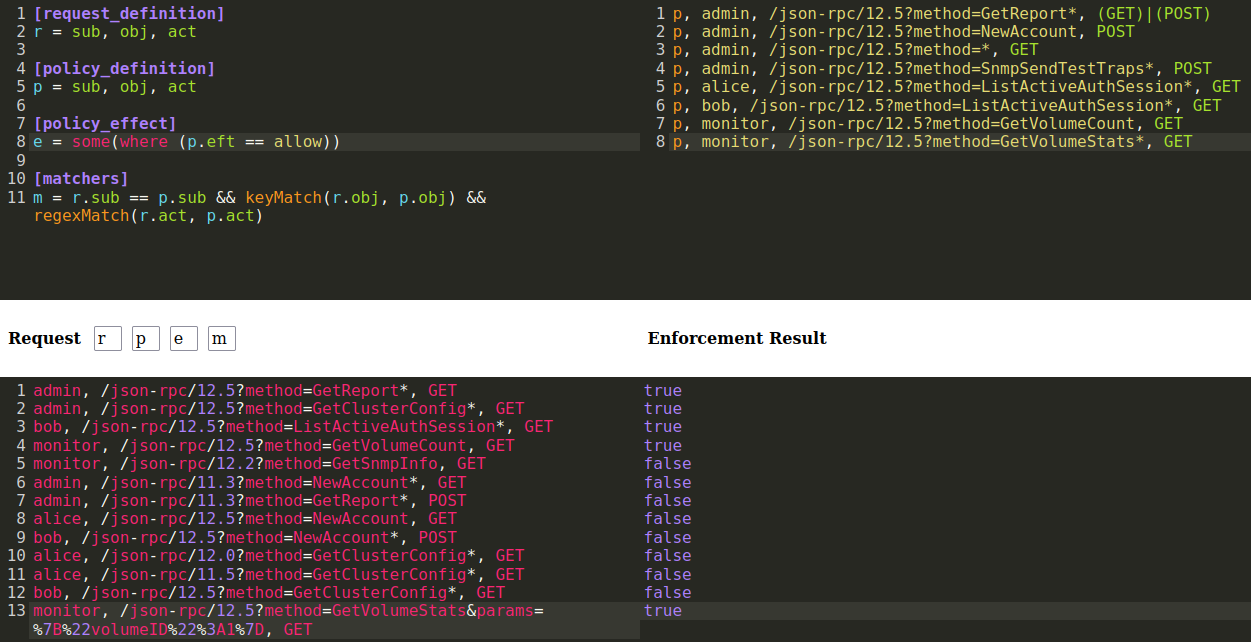 1 [request_definition]
2 r = sub, obj, act
3
4 [policy_definition]
5 p = sub, obj, act
6
7 [policy_effect]
8 e = some(where (p.eft == allow))
9
10 [matchers]
11 m = r.sub == p.sub && keyMatch(r.obj, p.obj) &&
regexMatch(r.act, p.act)
1 p, admin, /json-rpc/12.5?method=GetReport*, (GET)|(POST)
2 p, admin, /json-rpc/12.5?method=NewAccount, POST
3 p, admin, /json-rpc/12.5?method=*, GET
4 p, admin, /json-rpc/12.5?method=SnmpSendTestTraps*, POST
5 p, alice, /json-rpc/12.5?method=ListActiveAuthSession*, GET
6 p, bob, /json-rpc/12.5?method=ListActiveAuthSession*, GET
7 p, monitor, /json-rpc/12.5?method=GetVolumeCount, GET
8 p, monitor, /json-rpc/12.5?method=GetVolumeStats*, GET
Request r p e m
Enforcement Result
1 admin, /json-rpc/12.5?method=GetReport*, GET
2 admin, /json-rpc/12.5?method=GetClusterConfig*, GET
3 bob, /json-rpc/12.5?method=ListActiveAuthSession*, GET
4 monitor, /json-rpc/12.5?method=GetVolumeCount, GET
5 monitor, /json-rpc/12.2?method=GetSnmpInfo, GET
6 admin, /json-rpc/11.3?method=NewAccount*, GET
7 admin, /json-rpc/11.3?method=GetReport*, POST
8 alice, /json-rpc/12.5?method=NewAccount, GET
9 bob, /json-rpc/12.5?method=NewAccount*, POST
10 alice, /json-rpc/12.0?method=GetClusterConfig*, GET
11 alice, /json-rpc/11.5?method=GetClusterConfig*, GET
12 bob, /json-rpc/12.5?method=GetClusterConfig*, GET
13 monitor, /json-rpc/12.5?method=GetVolumeStats&params=
%7B%22volumeID%22%3A1%7D, GET
true
true
true
true
false
false
false
false
false
false
false
false
true